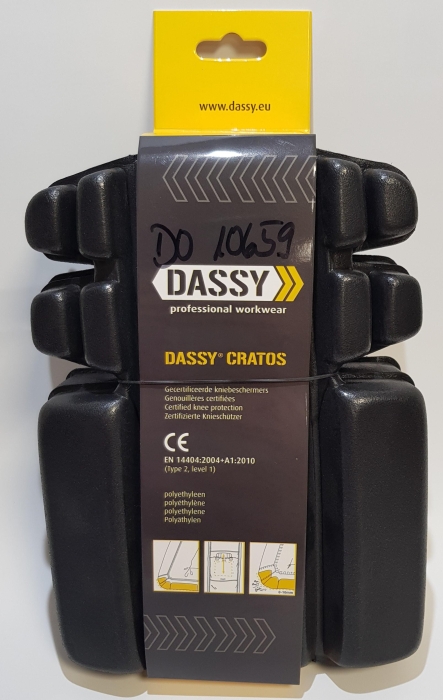 www.dassy.eu
DO 10659
DASSY
professional workwear
DASSY® CRATOS
Gecertificeerde kniebeschermers
Genouillères certifiées
Certified knee protection
Zertifizierte Knieschützer
CE
EN 14404:2004+A1:2010
(Type 2, level 1)
polyethyleen
polyéthylène
polyethylene
Polyäthylen